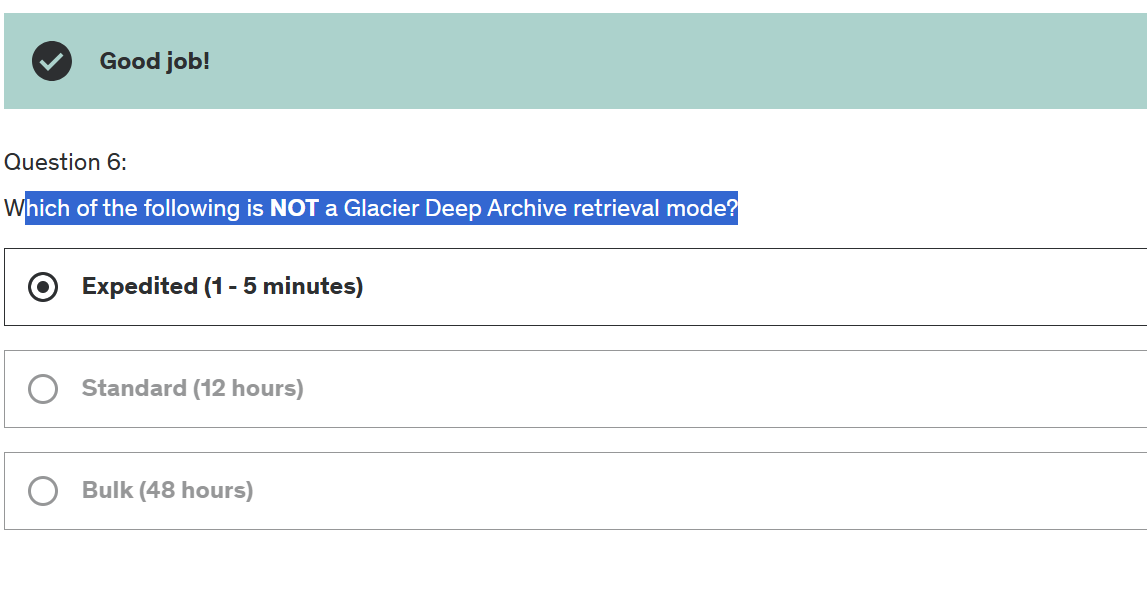 Good job!
Question 6:
Which of the following is NOT a Glacier Deep Archive retrieval mode?
Expedited (1 - 5 minutes)
Standard (12 hours)
Bulk (48 hours)